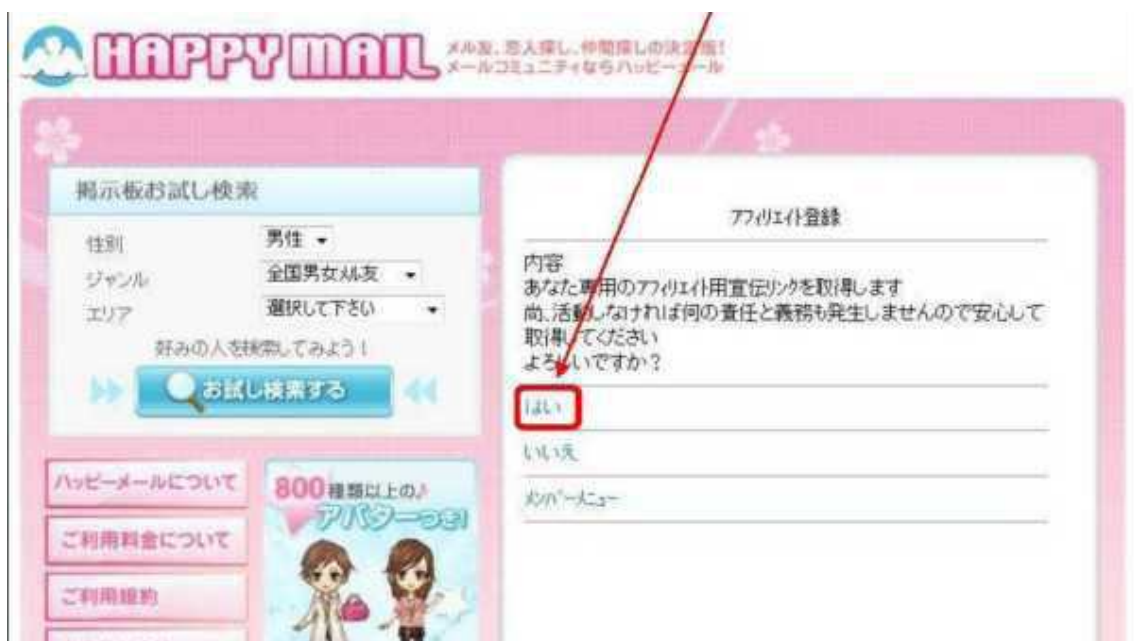 HAPPY MAIL
メル友、恋人探し、仲間探しの決定版!
メールコミュニティならハッピーメール
掲示板お試し検索
性別
男性
ジャンル
全国男女メル友
エリア
選択して下さい
好みの人を検索してみよう!
お試し検索する
ハッピーメールについて
ご利用料金について
ご利用規約
800種類以上の♪
アバターつき!
アフィリエイト登録
内容
あなた専用のアフィリエイト用宣伝リンクを取得します
尚、活動しなければ何の責任と義務も発生しませんので安心して
取得してください
よろしいですか?
はい
いいえ
メンバーメニュー